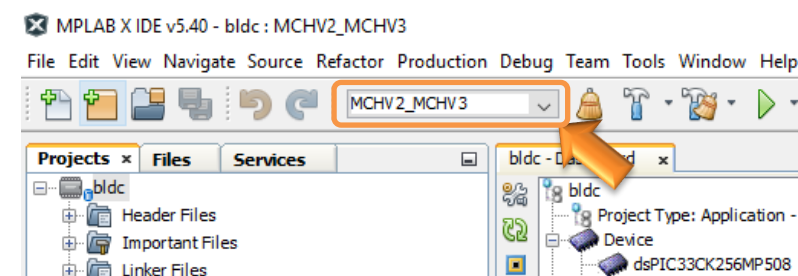 MPLAB X IDE v5.40 - bldc : MCHV2_MCHV3
File Edit View Navigate Source Refactor Production Debug Team Tools Window Help
MCHV2_MCHV3
Projects × Files Services
bldc -
bldc
Header Files
Important Files
Linker Files
bldc
Project Type: Application -
Device
dsPIC33CK256MP508